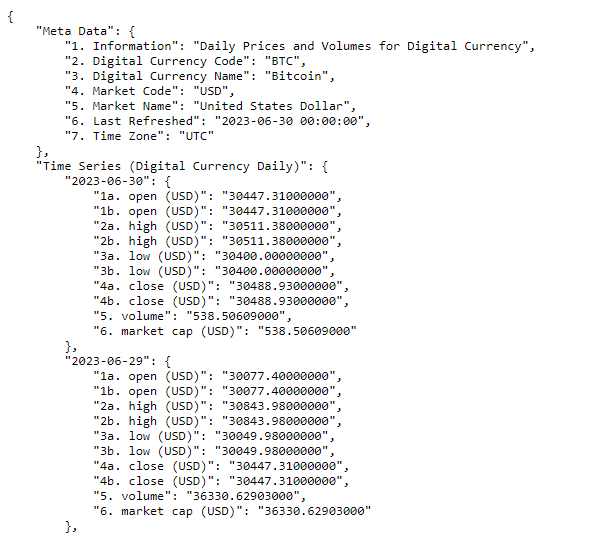 {
    "Meta Data": {
        "1. Information": "Daily Prices and Volumes for Digital Currency",
        "2. Digital Currency Code": "BTC",
        "3. Digital Currency Name": "Bitcoin",
        "4. Market Code": "USD",
        "5. Market Name": "United States Dollar",
        "6. Last Refreshed": "2023-06-30 00:00:00",
        "7. Time Zone": "UTC"
    },
    "Time Series (Digital Currency Daily)": {
        "2023-06-30": {
            "1a. open (USD)": "30447.31000000",
            "1b. open (USD)": "30447.31000000",
            "2a. high (USD)": "30511.38000000",
            "2b. high (USD)": "30511.38000000",
            "3a. low (USD)": "30400.00000000",
            "3b. low (USD)": "30400.00000000",
            "4a. close (USD)": "30488.93000000",
            "4b. close (USD)": "30488.93000000",
            "5. volume": "538.50609000",
            "6. market cap (USD)": "538.50609000"
        },
        "2023-06-29": {
            "1a. open (USD)": "30077.40000000",
            "1b. open (USD)": "30077.40000000",
            "2a. high (USD)": "30843.98000000",
            "2b. high (USD)": "30843.98000000",
            "3a. low (USD)": "30049.98000000",
            "3b. low (USD)": "30049.98000000",
            "4a. close (USD)": "30447.31000000",
            "4b. close (USD)": "30447.31000000",
            "5. volume": "36330.62903000",
            "6. market cap (USD)": "36330.62903000"
        },